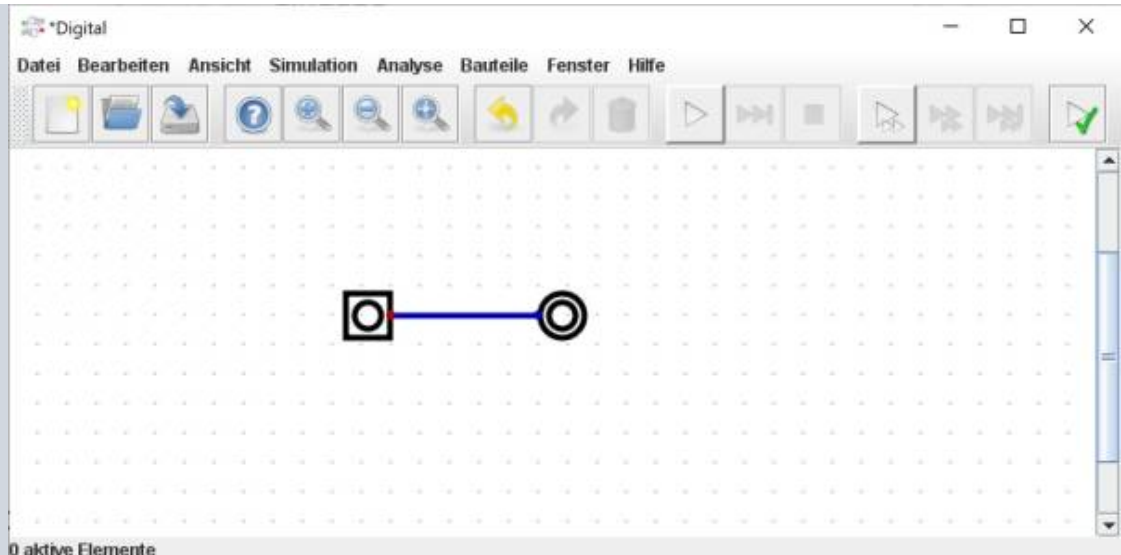 *Digital
Datei Bearbeiten Ansicht Simulation Analyse Bauteile Fenster Hilfe
0 aktive Elemente